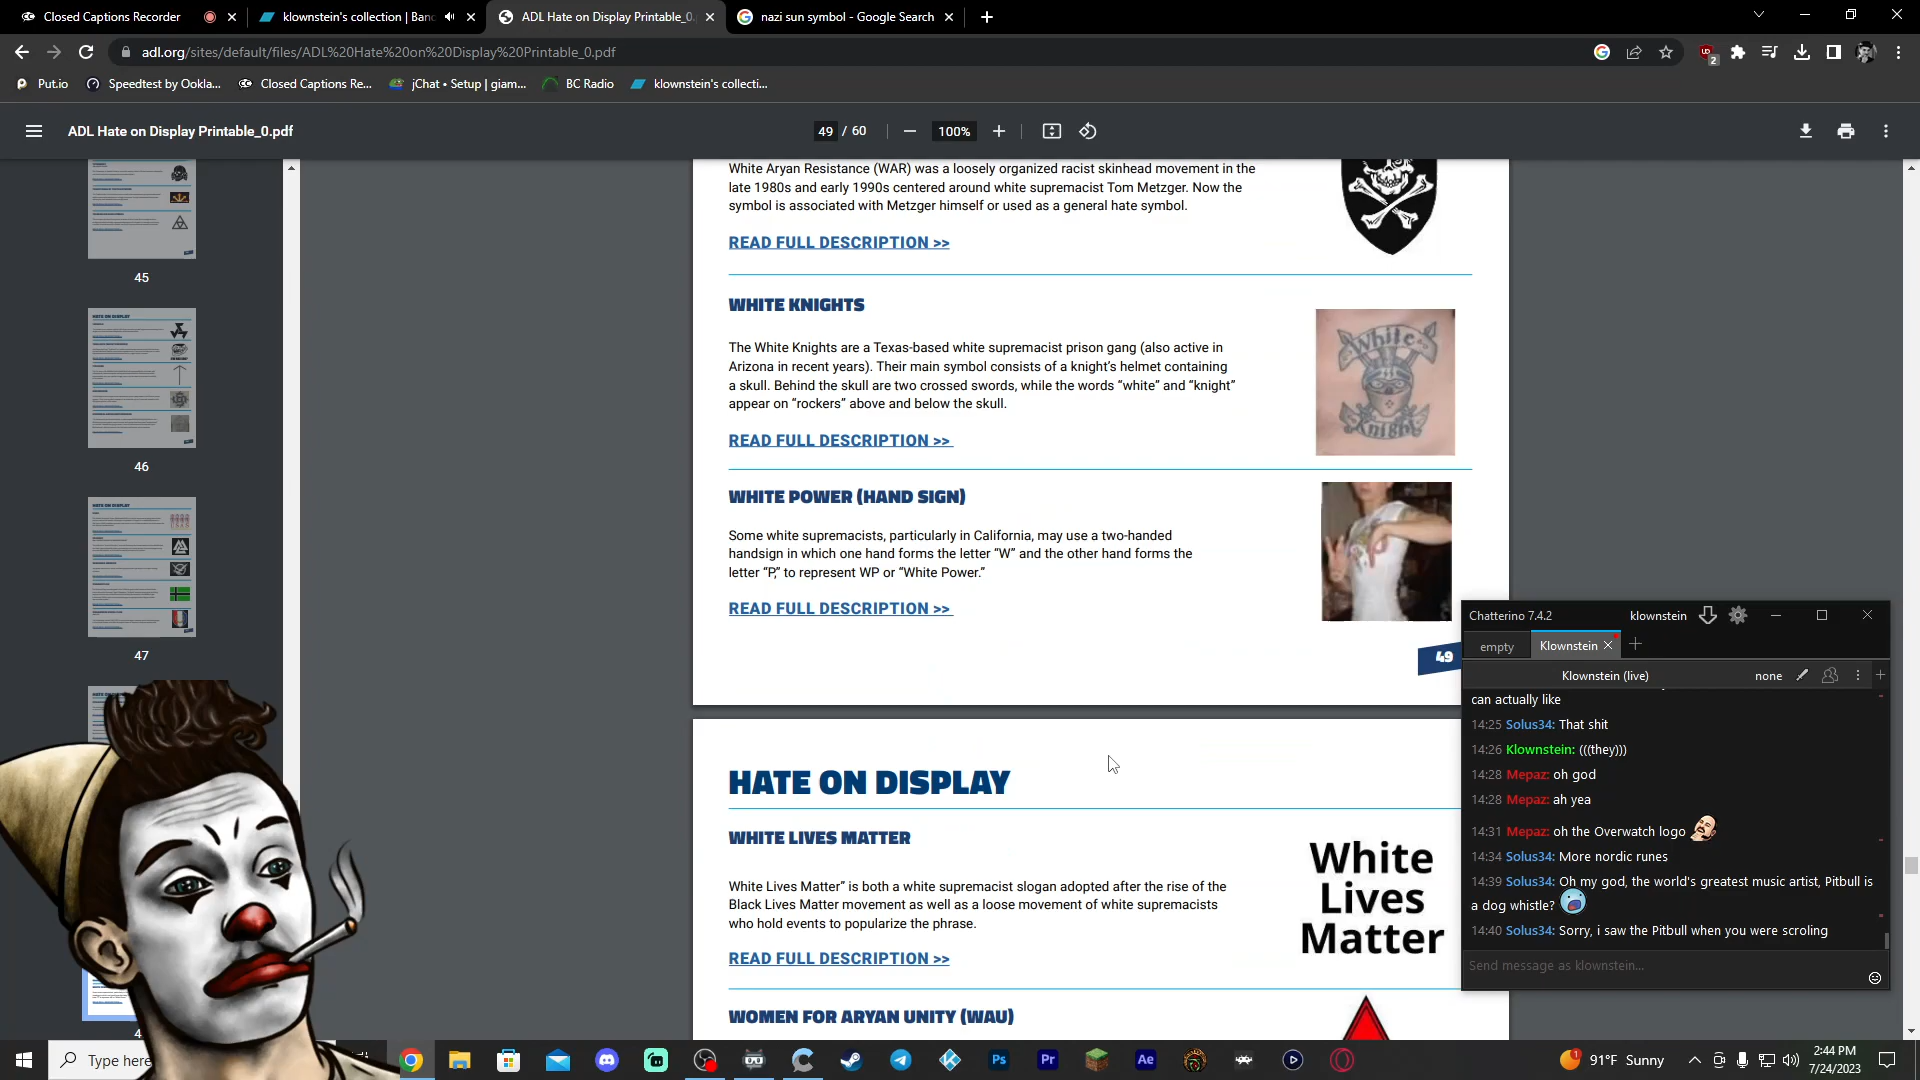 Closed Captions Recorder
klownstein's collection | Banc
ADL Hate on Display Printable_0.
nazi sun symbol - Google Search
adl.org/sites/default/files/ADL%20Hate%20on%20Display%20Printable_0.pdf
2
Put.io
Speedtest by Ookla...
Closed Captions Re...
jChat • Setup | giam...
BC Radio
klownstein's collecti...
ADL Hate on Display Printable_0.pdf
49 / 60
100%
45
46
47
White Aryan Resistance (WAR) was a loosely organized racist skinhead movement in the
late 1980s and early 1990s centered around white supremacist Tom Metzger. Now the
symbol is associated with Metzger himself or used as a general hate symbol.
READ FULL DESCRIPTION >>
WHITE KNIGHTS
The White Knights are a Texas-based white supremacist prison gang (also active in
Arizona in recent years). Their main symbol consists of a knight's helmet containing
a skull. Behind the skull are two crossed swords, while the words “white” and “knight”
appear on “rockers” above and below the skull.
READ FULL DESCRIPTION >>
White
Knight
WHITE POWER (HAND SIGN)
Some white supremacists, particularly in California, may use a two-handed
handsign in which one hand forms the letter “W” and the other hand forms the
letter “P,” to represent WP or “White Power.”
READ FULL DESCRIPTION >>
49
HATE ON DISPLAY
WHITE LIVES MATTER
White Lives Matter” is both a white supremacist slogan adopted after the rise of the
Black Lives Matter movement as well as a loose movement of white supremacists
who hold events to popularize the phrase.
READ FULL DESCRIPTION >>
White
Lives
Matter
WOMEN FOR ARYAN UNITY (WAU)
Chatterino 7.4.2
klownstein
empty
Klownstein
Klownstein (live)
none
can actually like
14:25 Solus34: That shit
14:26 Klownstein: (((they)))
14:28 Mepaz: oh god
14:28 Mepaz: ah yea
14:31 Mepaz: oh the Overwatch logo
14:34 Solus34: More nordic runes
14:39 Solus34: Oh my god, the world's greatest music artist, Pitbull is
a dog whistle?
14:40 Solus34: Sorry, i saw the Pitbull when you were scroling
Send message as klownstein...
Type here
Ps
Pr
Ae
1
91°F Sunny
2:44 PM
7/24/2023